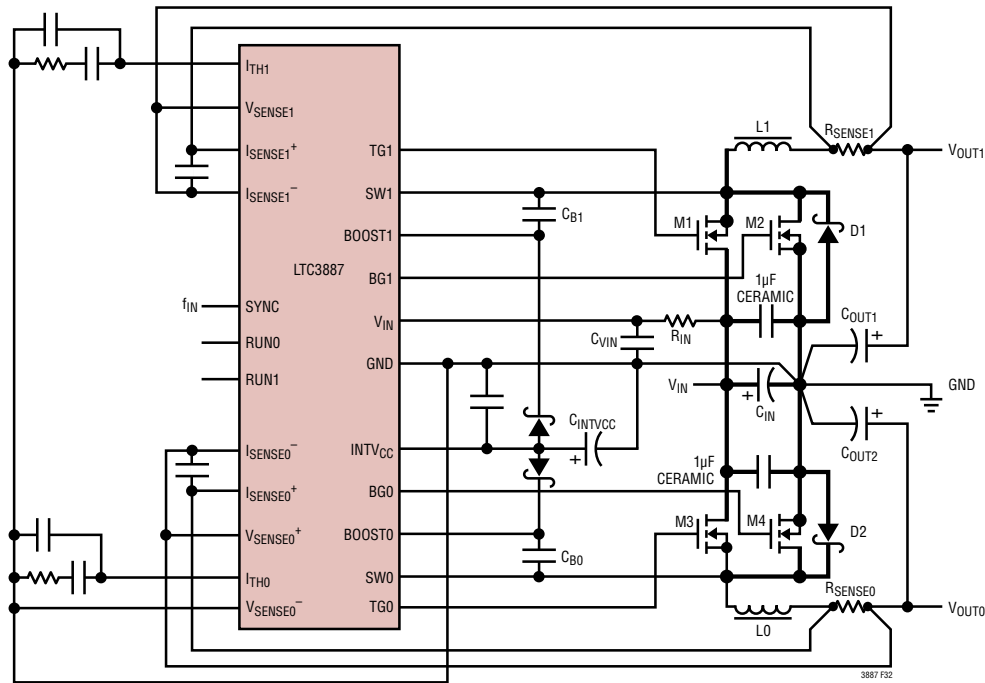 RSENSE1
L1
VOUT1
ITH1
VSENSE1
ISENSE1+
ISENSE1–
TG1
SW1
CB1
BOOST1
M1
M2
D1
LTC3887
BG1
1µF
CERAMIC
fIN
SYNC
VIN
RIN
COUT1
CVIN
RUN0
GND
RUN1
VIN
CIN
GND
COUT2
ISENSE0–
INTVCC
CINTVCC
1µF
CERAMIC
ISENSE0+
BG0
M3
M4
D2
VSENSE0+
BOOST0
CB0
ITH0
SW0
VSENSE0–
TG0
RSENSE0
L0
VOUT0
+
+
+
+
3887 F32